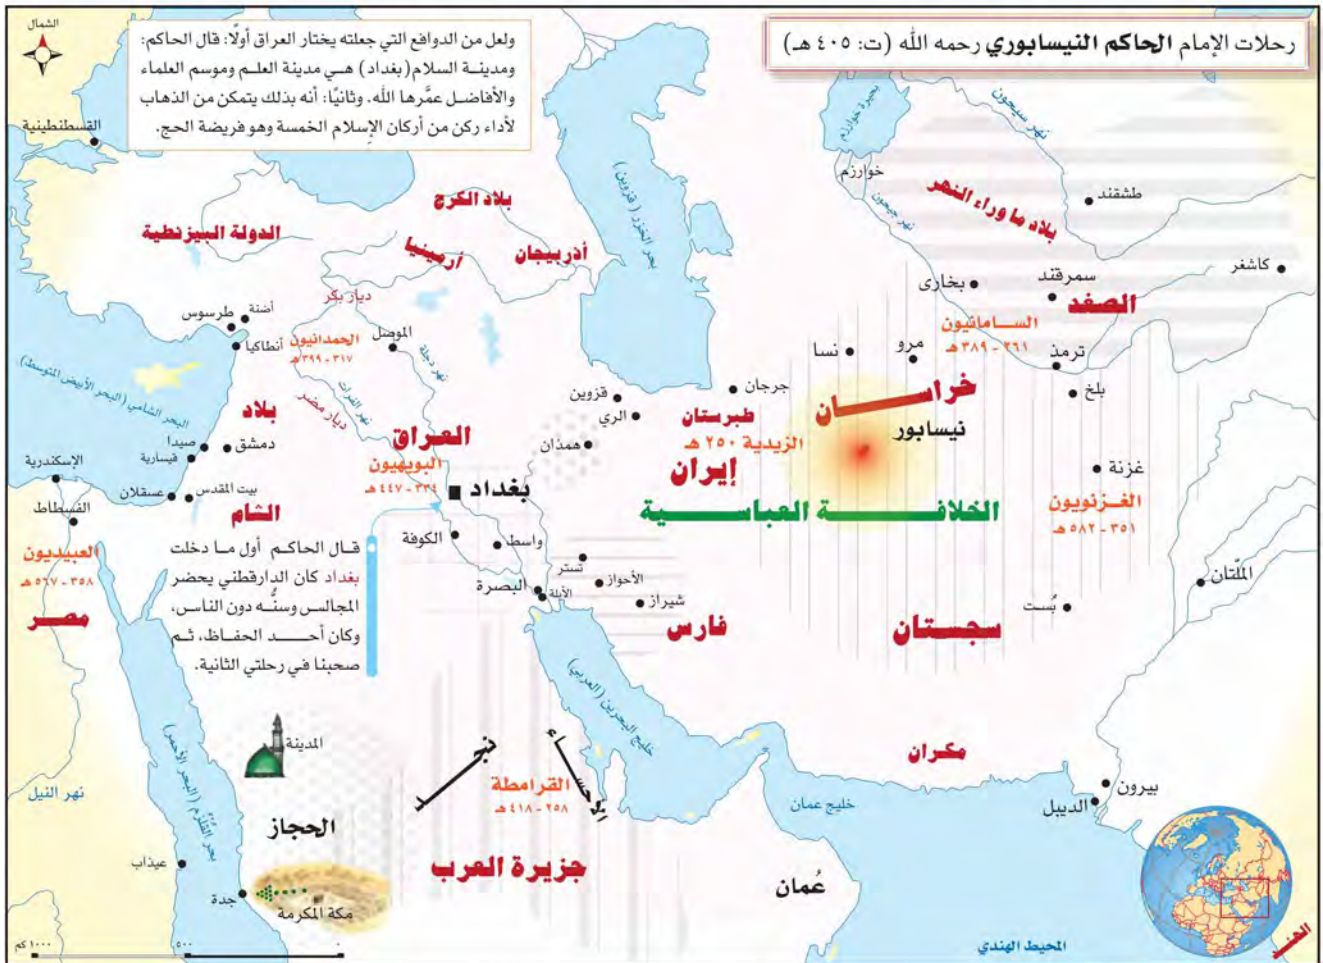 رحلات الإمام الحاكم النيسابوري رحمه الله (ت: ٤٠٥ هـ)
الشمال
ولعل من الدوافع التي جعلته يختار العراق أولًا: قال الحاكم:
ومدينة السلام (بغداد) هي مدينة العلم وموسم العلماء
والأفاضل عمَّرها الله. وثانيًا: أنه بذلك يتمكن من الذهاب
لأداء ركن من أركان الإسلام الخمسة وهو فريضة الحج.
القسطنطينية
بحيرة خوارزم
نهر سيحون
خوارزم
نهر جيحون
بلاد ما وراء النهر
طشقند
كاشغر
سمرقند
بخارى
الصغد
بحر الخزر (قزوين)
بلاد الكرج
الدولة البيزنطية
أرمينيا
أذربيجان
ديار بكر
أضنة
طرسوس
أنطاكيا
الحمدانيون
٣١٧ - ٣٩٩ هـ
الموصل
نهر دجلة
نهر الفرات
ديار مضر
السامانيون
٢٦١ - ٣٨٩ هـ
مرو
نسا
ترمذ
بلخ
جرجان
خراسان
نيسابور
قزوين
الري
همذان
طبرستان
الزيدية ٢٥٠ هـ
إيران
البحر الشامي (البحر الأبيض المتوسط)
بلاد
الشام
صيدا
دمشق
قيسارية
بيت المقدس
عسقلان
الإسكندرية
الفسطاط
العبيديون
٣٥٨ - ٥٦٧ هـ
مصر
العراق
البويهيون
٣٣٤ - ٤٤٧ هـ
بغداد
الخلافة العباسية
غزنة
الغزنويون
٣٥١ - ٥٨٢ هـ
الملتان
بُست
سجستان
الكوفة
واسط
البصرة
الأبلة
تستر
الأحواز
شيراز
فارس
قال الحاكم أول ما دخلت
بغداد كان الدارقطني يحضر
المجالس وسنُّه دون الناس،
وكان أحد الحفاظ، ثم
صحبنا في رحلتي الثانية.
خليج البحرين (العربي)
المدينة
نجد
الأحساء
القرامطة
٢٥٨ - ٤١٨ هـ
مكران
بيرون
الديبل
خليج عمان
نهر النيل
بحر القلزم (البحر الأحمر)
الحجاز
جزيرة العرب
عُمان
عيذاب
جدة
مكة المكرمة
المحيط الهندي
الهند
١٠٠٠ كم
٥٠٠
٠